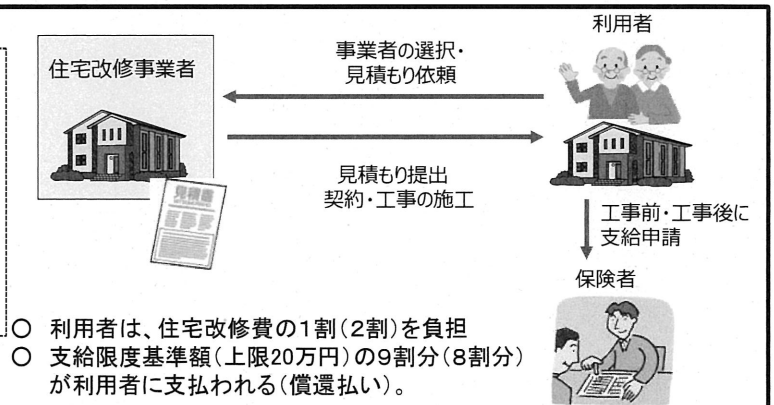 利用者
住宅改修事業者
事業者の選択・
見積もり依頼
見積書
見積もり提出
契約・工事の施工
工事前・工事後に
支給申請
保険者
○ 利用者は、住宅改修費の1割(2割)を負担
○ 支給限度基準額(上限20万円)の9割分(8割分)
が利用者に支払われる(償還払い)。